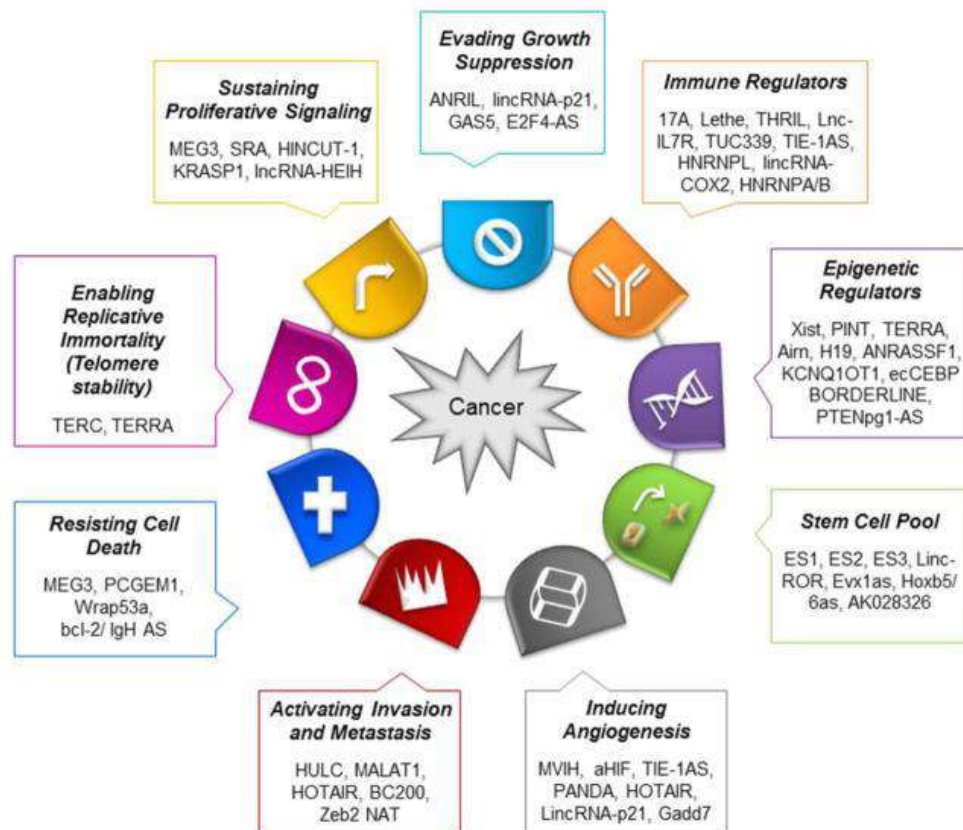 Evading Growth
Suppression
ANRIL, lincRNA-p21,
GAS5, E2F4-AS
Sustaining
Proliferative Signaling
MEG3, SRA, HINCUT-1,
KRASP1, lncRNA-HEIH
Immune Regulators
17A, Lethe, THRIL, Lnc-
IL7R, TUC339, TIE-1AS,
HNRNPL, lincRNA-
COX2, HNRNPA/B
Enabling
Replicative
Immortality
(Telomere
stability)
TERC, TERRA
Epigenetic
Regulators
Xist, PINT, TERRA,
Airn, H19, ANRASSF1,
KCNQ1OT1, ecCEBP
BORDERLINE,
PTENpg1-AS
Cancer
Resisting Cell
Death
MEG3, PCGEM1,
Wrap53a,
bcl-2/ IgH AS
Stem Cell Pool
ES1, ES2, ES3, Linc-
ROR, Evx1as, Hoxb5/
6as, AK028326
Activating Invasion
and Metastasis
HULC, MALAT1,
HOTAIR, BC200,
Zeb2 NAT
Inducing
Angiogenesis
MVIH, aHIF, TIE-1AS,
PANDA, HOTAIR,
LincRNA-p21, Gadd7